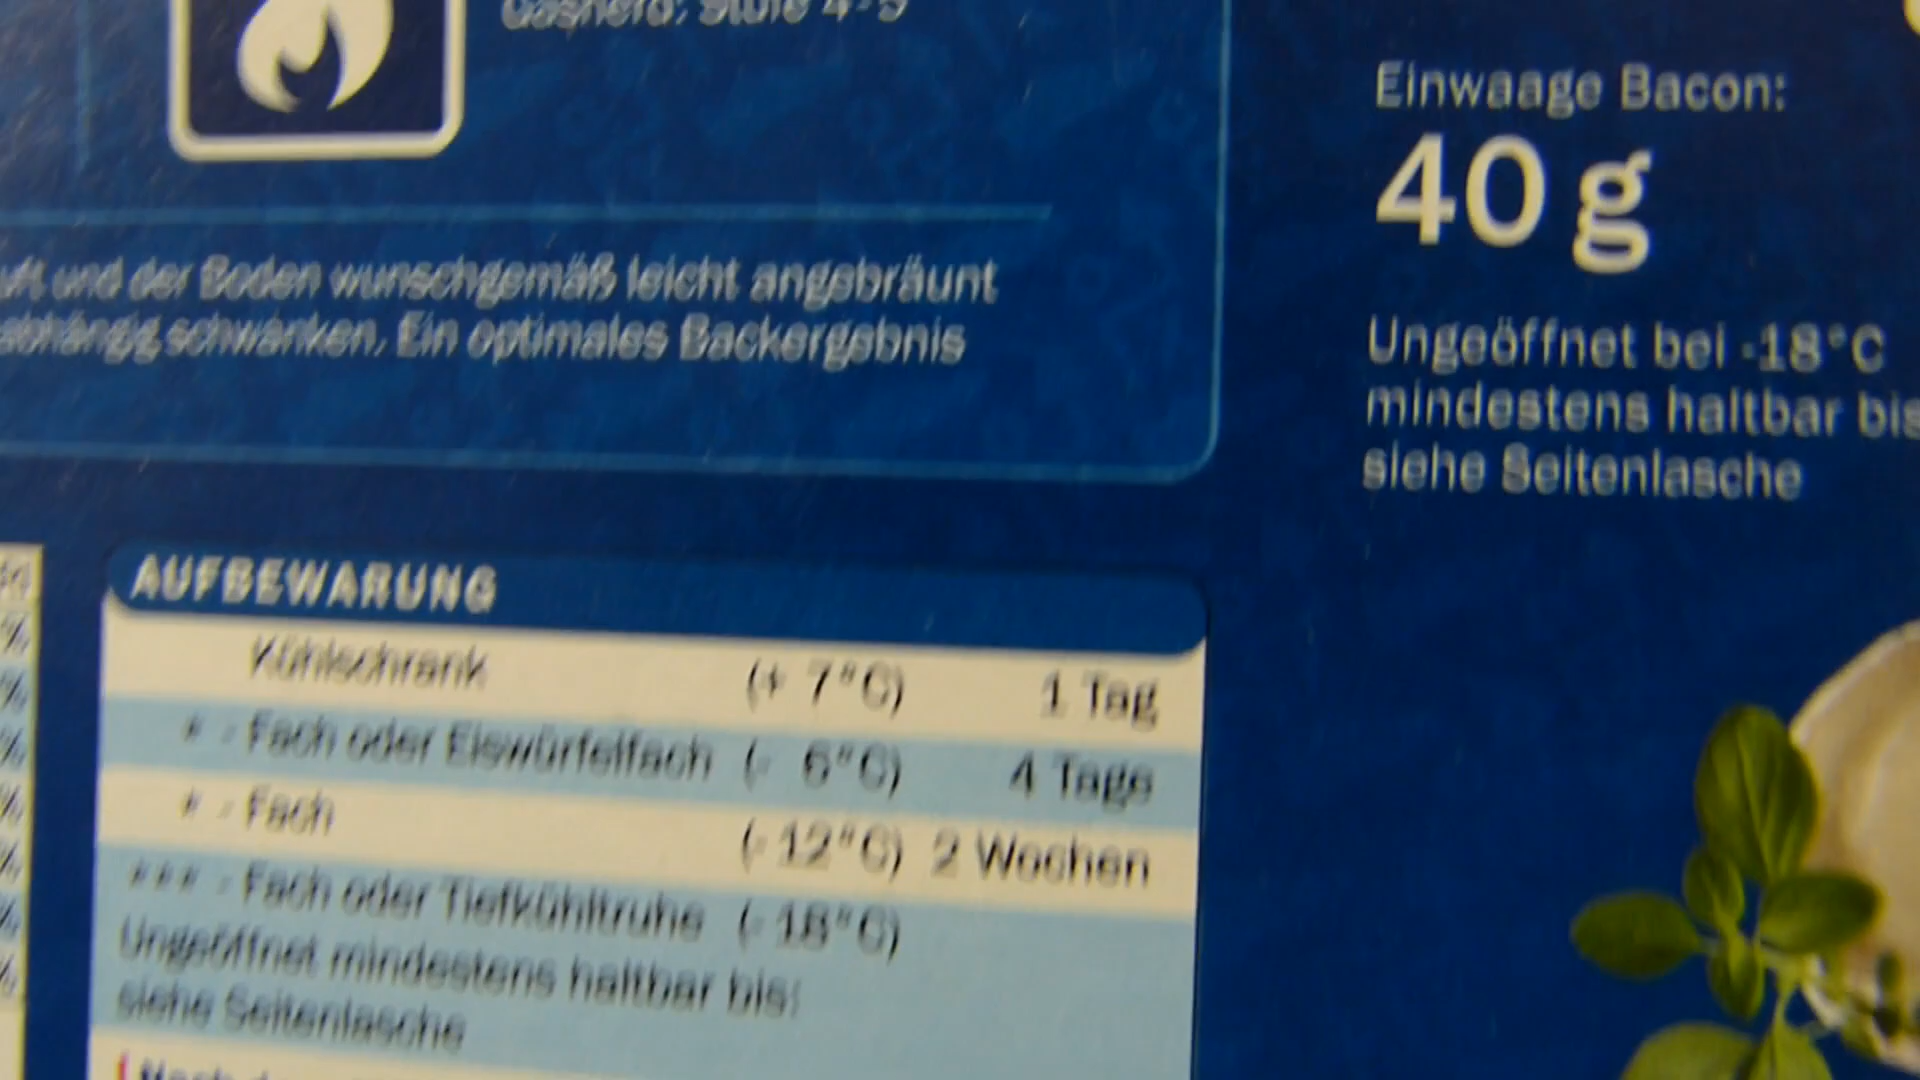 Gasherd: Stufe 4-5
und der Boden wunschgemäß leicht angebräunt
abhängig schwanken. Ein optimales Backergebnis
Einwaage Bacon:
40 g
Ungeöffnet bei -18°C
mindestens haltbar bis
siehe Seitenlasche
AUFBEWARUNG
Kühlschrank (+ 7°C) 1 Tag
* - Fach oder Eiswürfelfach (- 6°C) 4 Tage
* - Fach (- 12°C) 2 Wochen
*** - Fach oder Tiefkühltruhe (- 18°C)
Ungeöffnet mindestens haltbar bis:
siehe Seitenlasche
%
%
%
%
%
%
%